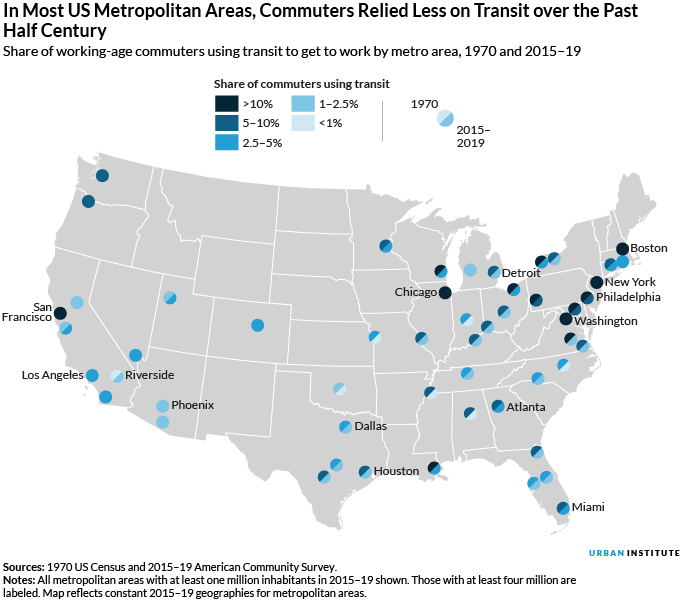 In Most US Metropolitan Areas, Commuters Relied Less on Transit over the Past
Half Century
Share of working-age commuters using transit to get to work by metro area, 1970 and 2015–19
Share of commuters using transit
>10%
1–2.5%
1970
5–10%
<1%
2015–
2019
2.5–5%
Boston
Detroit
New York
Chicago
Philadelphia
San
Francisco
Washington
Los Angeles
Riverside
Phoenix
Atlanta
Dallas
Houston
Miami
URBAN INSTITUTE
Sources: 1970 US Census and 2015–19 American Community Survey.
Notes: All metropolitan areas with at least one million inhabitants in 2015–19 shown. Those with at least four million are
labeled. Map reflects constant 2015–19 geographies for metropolitan areas.